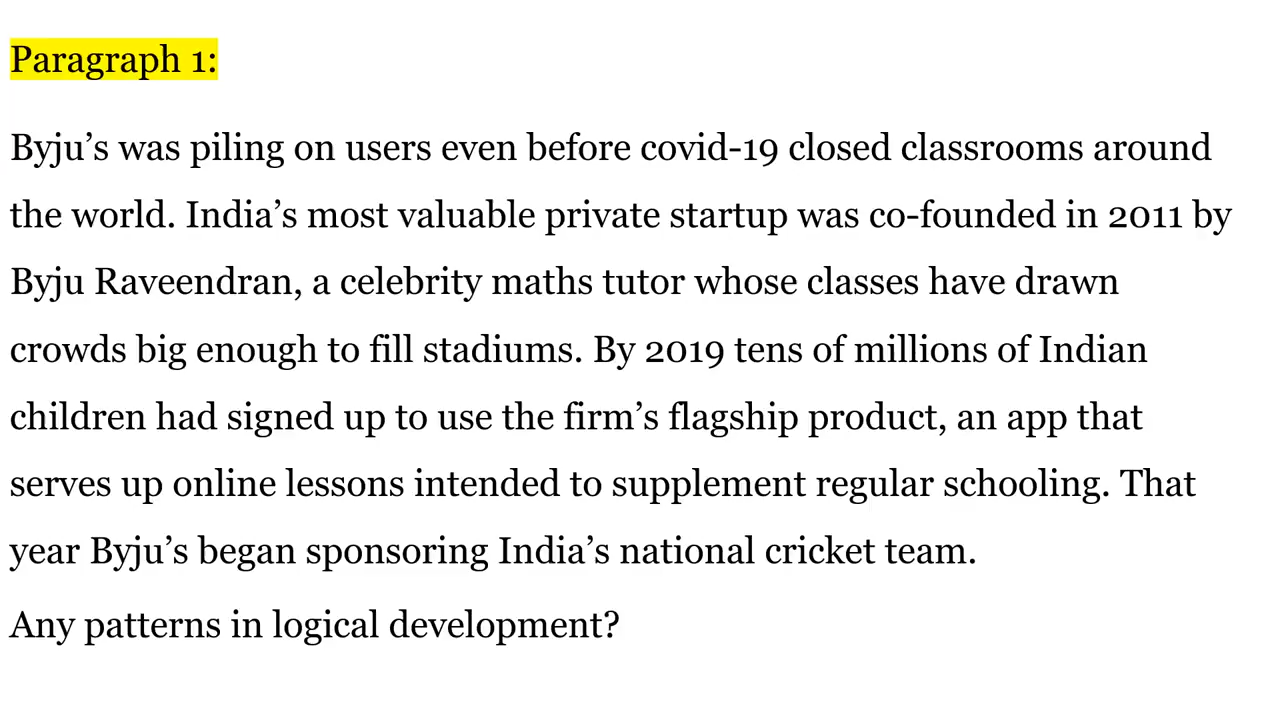 Paragraph 1:
Byju’s was piling on users even before covid-19 closed classrooms around
the world. India’s most valuable private startup was co-founded in 2011 by
Byju Raveendran, a celebrity maths tutor whose classes have drawn
crowds big enough to fill stadiums. By 2019 tens of millions of Indian
children had signed up to use the firm’s flagship product, an app that
serves up online lessons intended to supplement regular schooling. That
year Byju’s began sponsoring India’s national cricket team.
Any patterns in logical development?